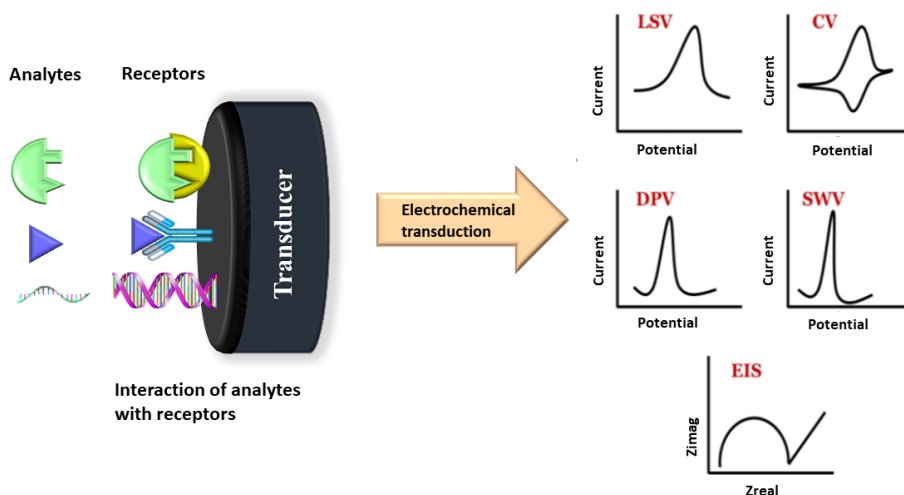 Analytes
Receptors
Transducer
Interaction of analytes
with receptors
Electrochemical
transduction
LSV
Current
Potential
CV
Current
Potential
DPV
Current
Potential
SWV
Current
Potential
EIS
Zimag
Zreal